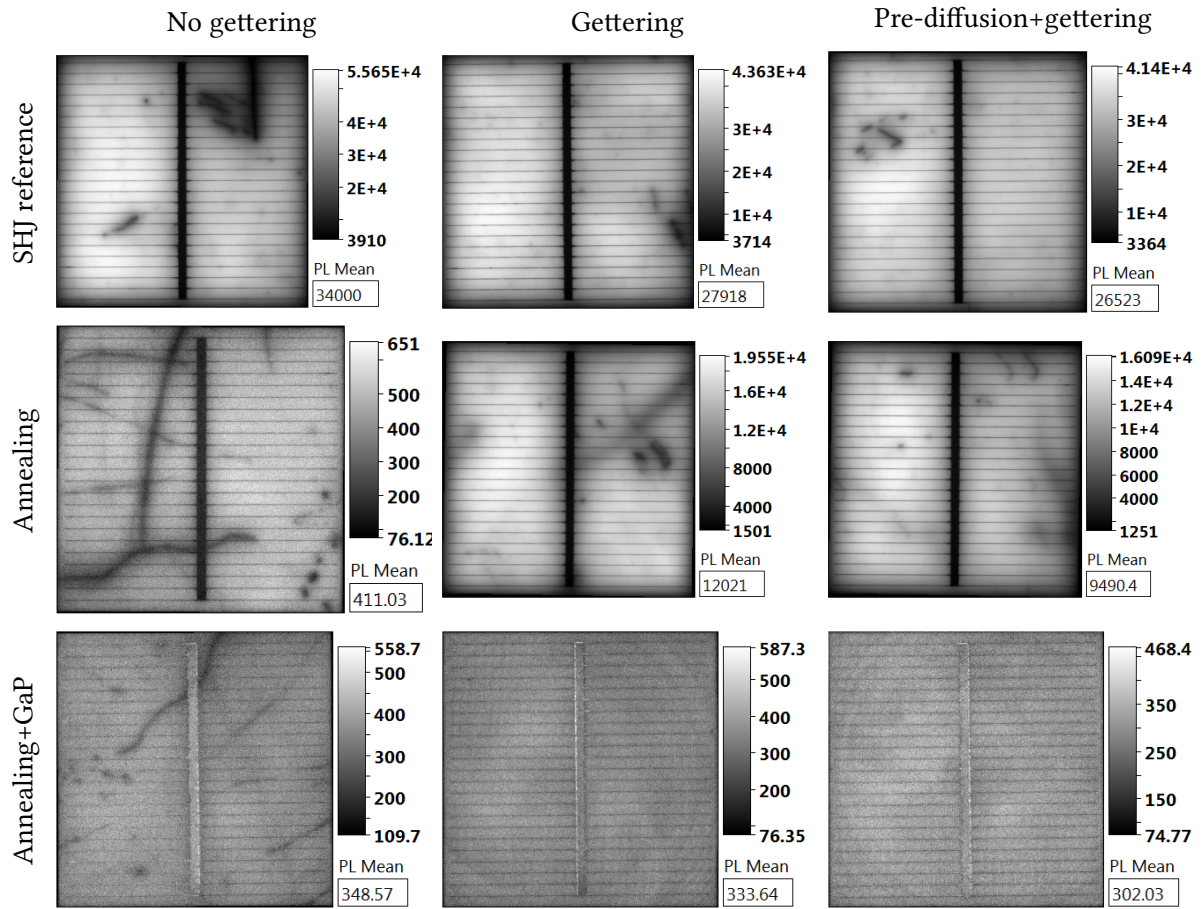 No gettering
Gettering
Pre-diffusion+gettering
SHJ reference
5.565E+4
4E+4
3E+4
2E+4
3910
PL Mean
34000
4.363E+4
3E+4
2E+4
1E+4
3714
PL Mean
27918
4.14E+4
3E+4
2E+4
1E+4
3364
PL Mean
26523
Annealing
651
500
400
300
200
76.12
PL Mean
411.03
1.955E+4
1.6E+4
1.2E+4
8000
4000
1501
PL Mean
12021
1.609E+4
1.4E+4
1.2E+4
1E+4
8000
6000
4000
1251
PL Mean
9490.4
Annealing+GaP
558.7
500
400
300
200
109.7
PL Mean
348.57
587.3
500
400
300
200
76.35
PL Mean
333.64
468.4
350
250
150
74.77
PL Mean
302.03